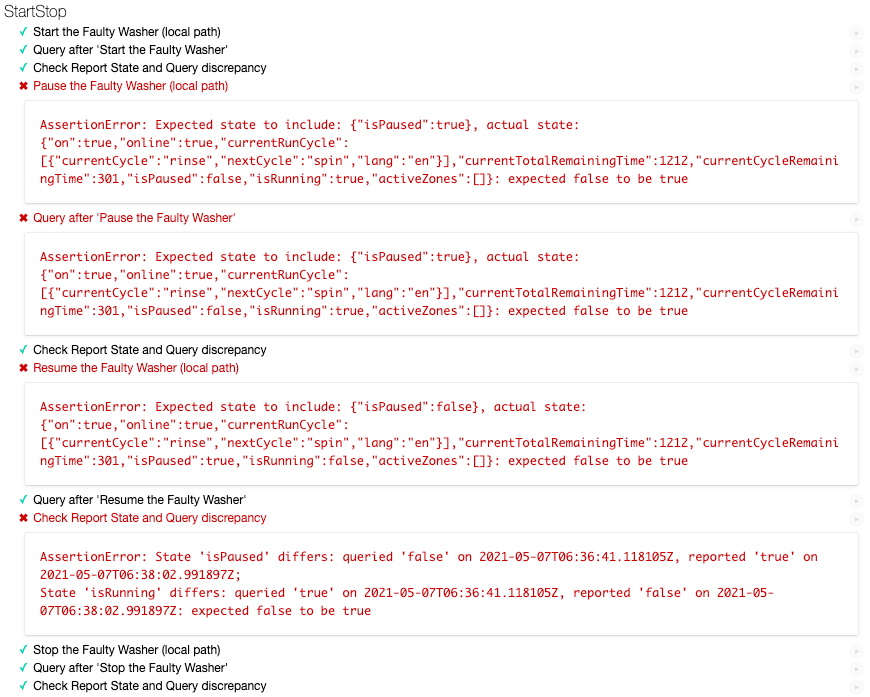 StartStop
✓ Start the Faulty Washer (local path)
✓ Query after 'Start the Faulty Washer'
✓ Check Report State and Query discrepancy
✖ Pause the Faulty Washer (local path)
AssertionError: Expected state to include: {"isPaused":true}, actual state:
{"on":true,"online":true,"currentRunCycle":
[{"currentCycle":"rinse","nextCycle":"spin","lang":"en"}],"currentTotalRemainingTime":1212,"currentCycleRemaini
ngTime":301,"isPaused":false,"isRunning":true,"activeZones":[]}: expected false to be true
✖ Query after 'Pause the Faulty Washer'
AssertionError: Expected state to include: {"isPaused":true}, actual state:
{"on":true,"online":true,"currentRunCycle":
[{"currentCycle":"rinse","nextCycle":"spin","lang":"en"}],"currentTotalRemainingTime":1212,"currentCycleRemaini
ngTime":301,"isPaused":false,"isRunning":true,"activeZones":[]}: expected false to be true
✓ Check Report State and Query discrepancy
✖ Resume the Faulty Washer (local path)
AssertionError: Expected state to include: {"isPaused":false}, actual state:
{"on":true,"online":true,"currentRunCycle":
[{"currentCycle":"rinse","nextCycle":"spin","lang":"en"}],"currentTotalRemainingTime":1212,"currentCycleRemaini
ngTime":301,"isPaused":true,"isRunning":false,"activeZones":[]}: expected false to be true
✓ Query after 'Resume the Faulty Washer'
✖ Check Report State and Query discrepancy
AssertionError: State 'isPaused' differs: queried 'false' on 2021-05-07T06:36:41.118105Z, reported 'true' on
2021-05-07T06:38:02.991897Z;
State 'isRunning' differs: queried 'true' on 2021-05-07T06:36:41.118105Z, reported 'false' on 2021-05-
07T06:38:02.991897Z: expected false to be true
✓ Stop the Faulty Washer (local path)
✓ Query after 'Stop the Faulty Washer'
✓ Check Report State and Query discrepancy